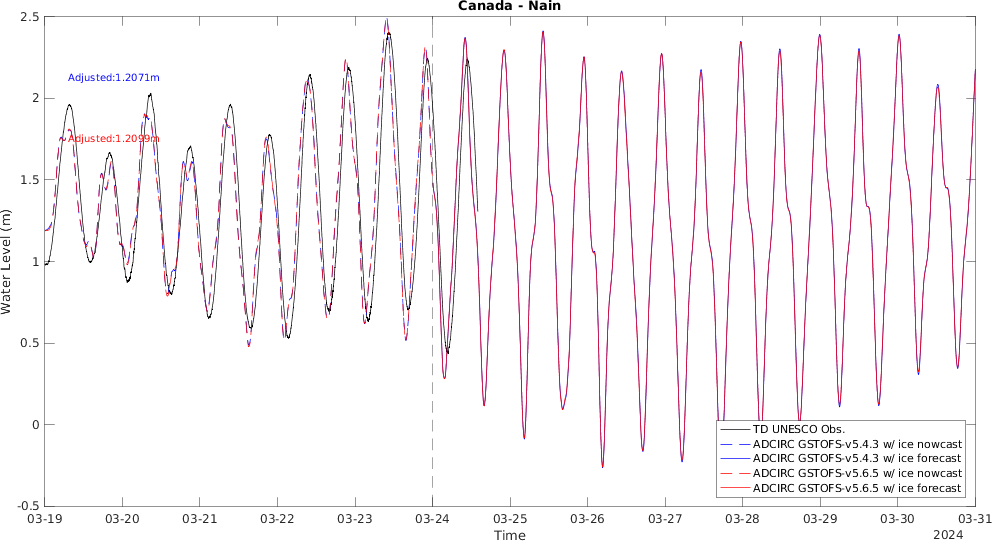 Canada - Nain
2.5
2
1.5
1
0.5
0
-0.5
Water Level (m)
Adjusted:1.2071m
Adjusted:1.2099m
TD UNESCO Obs.
ADCIRC GSTOFS-v5.4.3 w/ ice nowcast
ADCIRC GSTOFS-v5.4.3 w/ ice forecast
ADCIRC GSTOFS-v5.6.5 w/ ice nowcast
ADCIRC GSTOFS-v5.6.5 w/ ice forecast
03-19 03-20 03-21 03-22 03-23 03-24 03-25 03-26 03-27 03-28 03-29 03-30 03-31
Time
2024